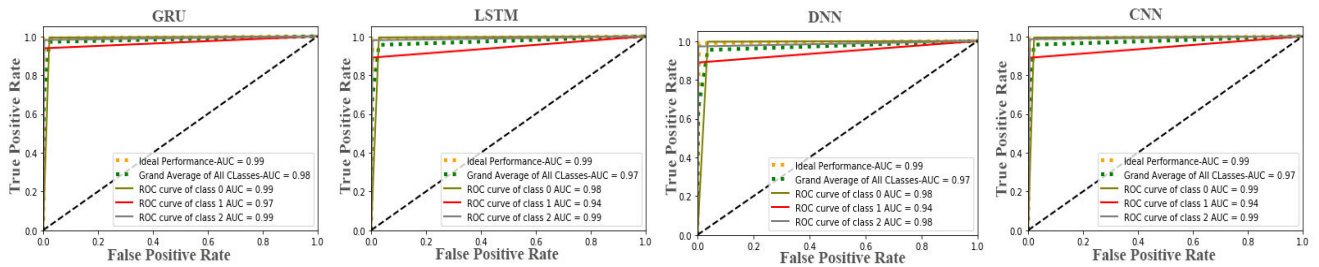 GRU
True Positive Rate
1.0
0.8
0.6
0.4
0.2
0.0
Ideal Performance-AUC = 0.99
Grand Average of All CLasses-AUC = 0.98
ROC curve of class 0 AUC = 0.99
ROC curve of class 1 AUC = 0.97
ROC curve of class 2 AUC = 0.99
0.0 0.2 0.4 0.6 0.8 1.0
False Positive Rate
LSTM
True Positive Rate
1.0
0.8
0.6
0.4
0.2
0.0
Ideal Performance-AUC = 0.99
Grand Average of All CLasses-AUC = 0.97
ROC curve of class 0 AUC = 0.98
ROC curve of class 1 AUC = 0.94
ROC curve of class 2 AUC = 0.99
0.0 0.2 0.4 0.6 0.8 1.0
False Positive Rate
DNN
True Positive Rate
1.0
0.8
0.6
0.4
0.2
0.0
Ideal Performance-AUC = 0.99
Grand Average of All CLasses-AUC = 0.97
ROC curve of class 0 AUC = 0.98
ROC curve of class 1 AUC = 0.94
ROC curve of class 2 AUC = 0.98
0.0 0.2 0.4 0.6 0.8 1.0
False Positive Rate
CNN
True Positive Rate
1.0
0.8
0.6
0.4
0.2
0.0
Ideal Performance-AUC = 0.99
Grand Average of All CLasses-AUC = 0.97
ROC curve of class 0 AUC = 0.99
ROC curve of class 1 AUC = 0.94
ROC curve of class 2 AUC = 0.99
0.0 0.2 0.4 0.6 0.8 1.0
False Positive Rate